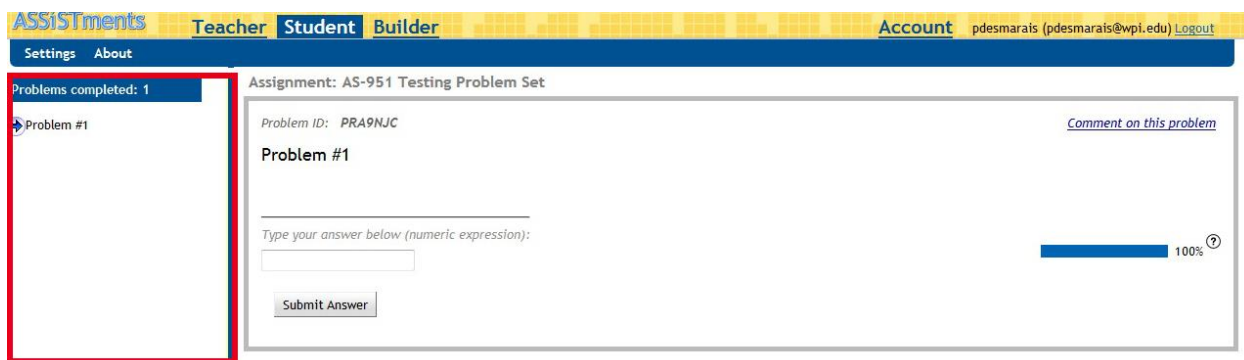 ASSiSTments Teacher Student Builder Account pdesmarais (pdesmarais@wpi.edu) Logout
Settings About
Problems completed: 1
Problem #1
Assignment: AS-951 Testing Problem Set
Problem ID: PRA9NJC Comment on this problem
Problem #1
Type your answer below (numeric expression):
100% ?
Submit Answer